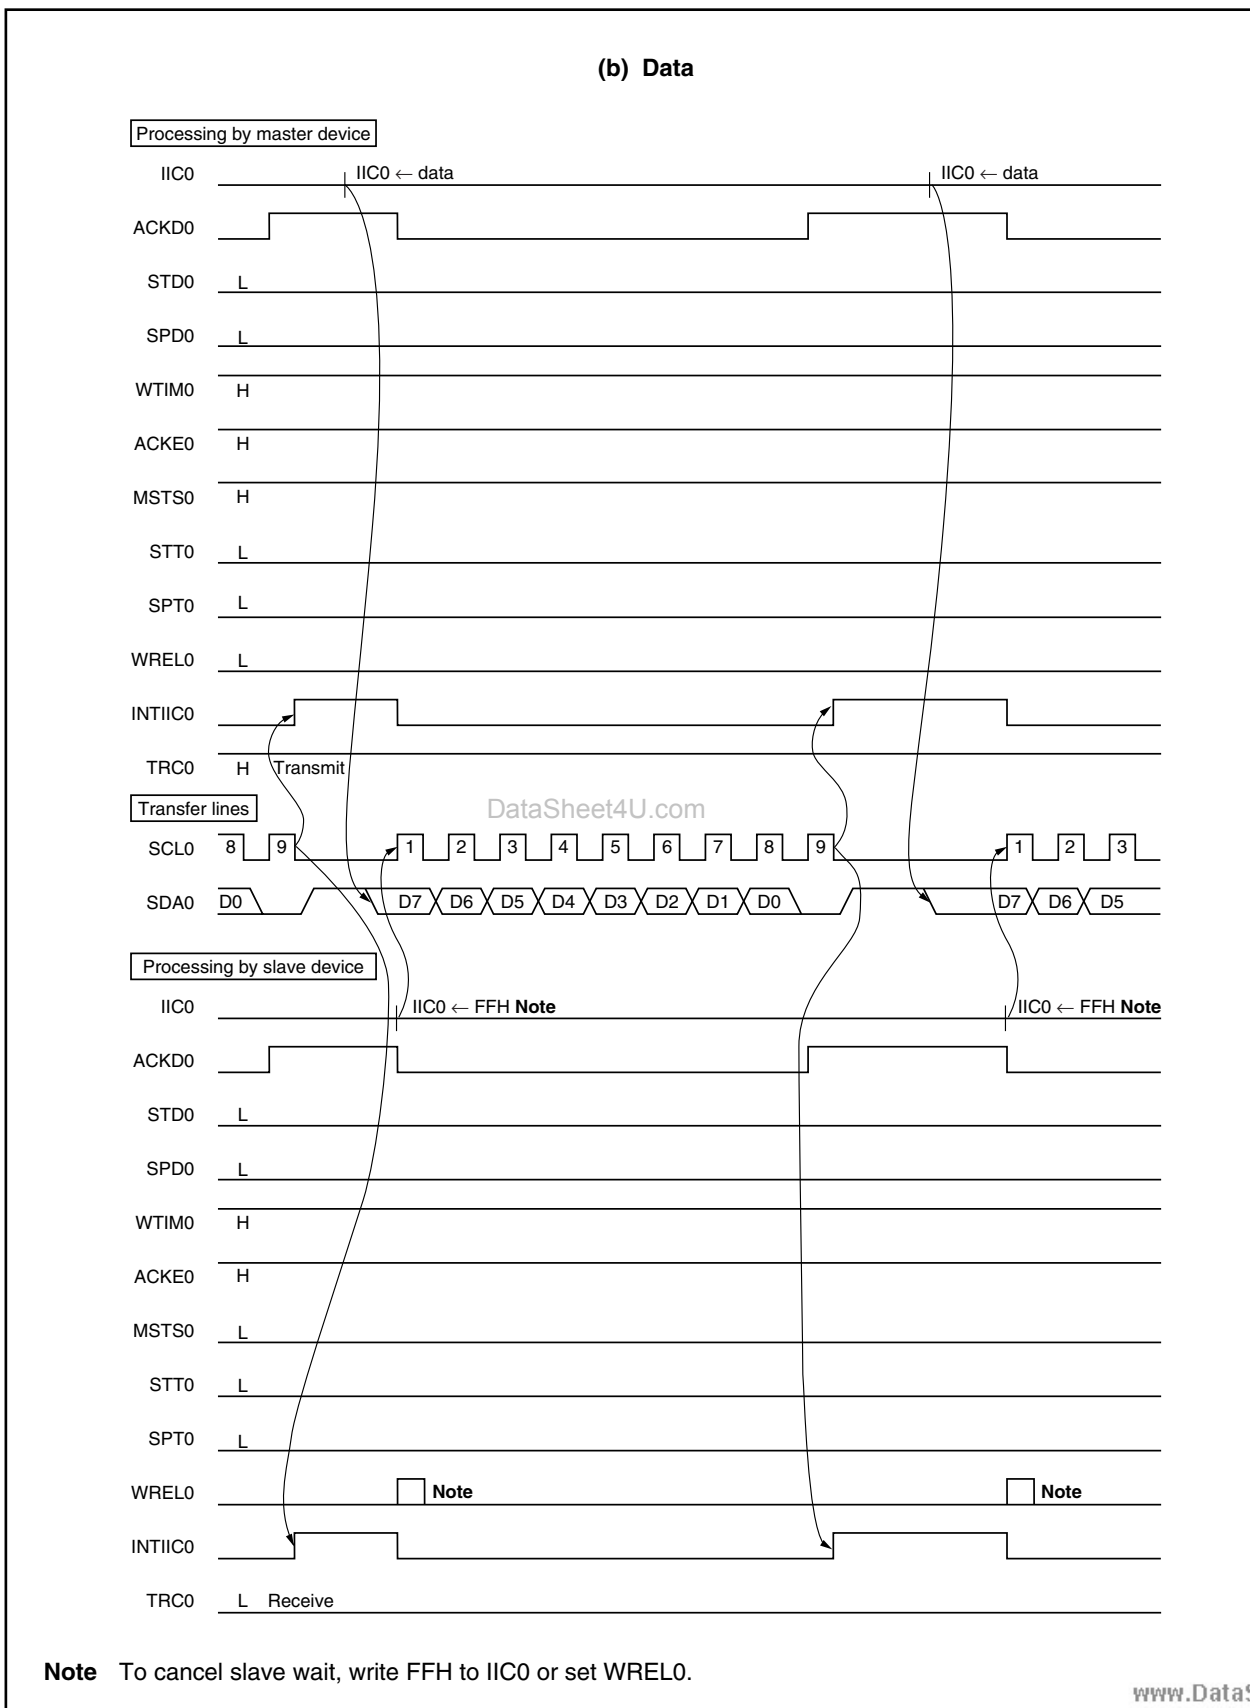 (b) Data
Processing by master device
IIC0 IIC0 ← data IIC0 ← data
ACKD0
STD0 L
SPD0 L
WTIM0 H
ACKE0 H
MSTS0 H
STT0 L
SPT0 L
WREL0 L
INTIIC0
TRC0 H Transmit
Transfer lines
DataSheet4U.com
SCL0 8 9 1 2 3 4 5 6 7 8 9 1 2 3
SDA0 D0 D7 D6 D5 D4 D3 D2 D1 D0 D7 D6 D5
Processing by slave device
IIC0 IIC0 ← FFH Note IIC0 ← FFH Note
ACKD0
STD0 L
SPD0 L
WTIM0 H
ACKE0 H
MSTS0 L
STT0 L
SPT0 L
WREL0 Note Note
INTIIC0
TRC0 L Receive
Note To cancel slave wait, write FFH to IIC0 or set WREL0.
www.DataS